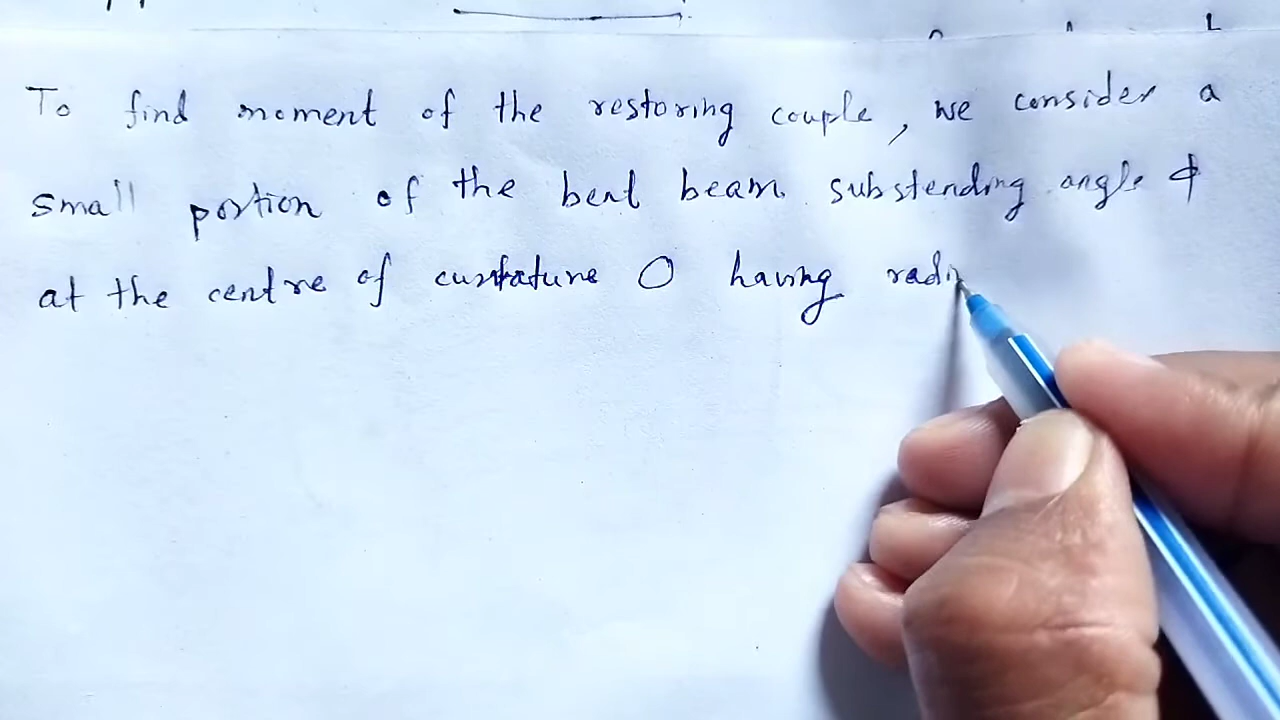 To find moment of the restoring couple, we consider a
small portion of the bent beam substending angle ϕ
at the centre of curvature O having radi